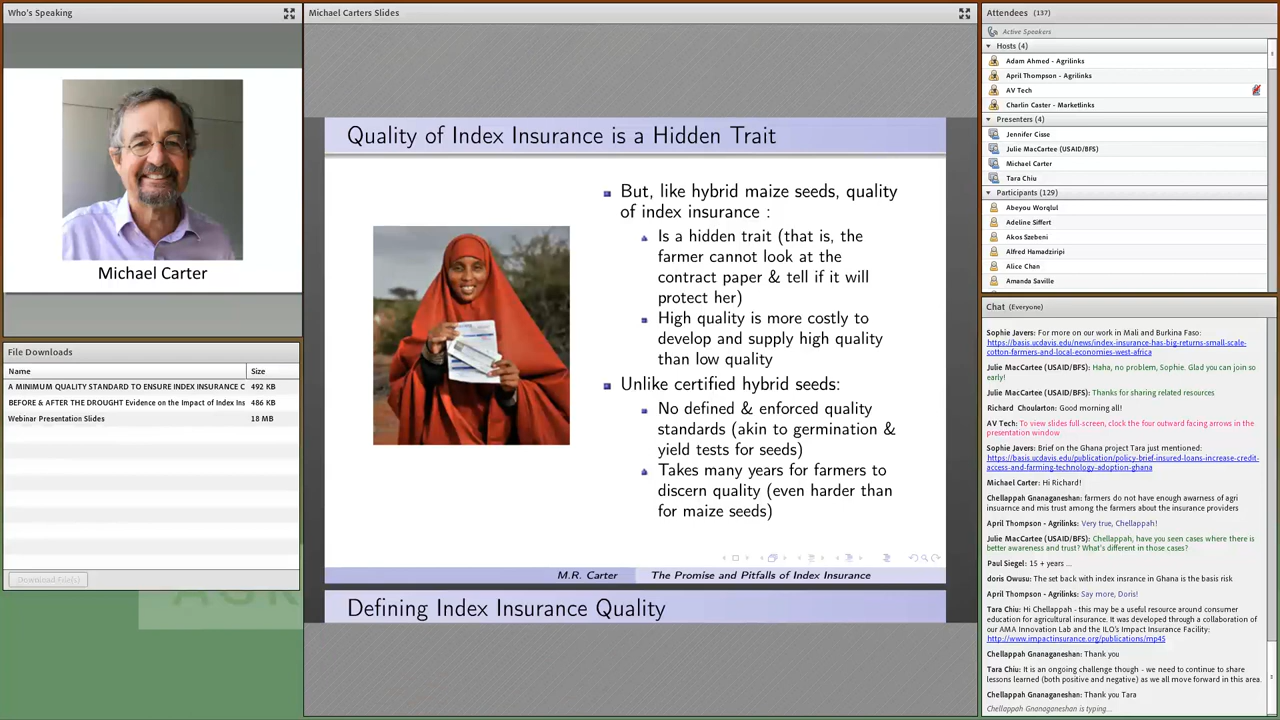 Who's Speaking
Michael Carter
File Downloads
Name
Size
A MINIMUM QUALITY STANDARD TO ENSURE INDEX INSURANCE C
492 KB
BEFORE & AFTER THE DROUGHT Evidence on the Impact of Index Ins
486 KB
Webinar Presentation Slides
18 MB
Download File(s)
Michael Carters Slides
Quality of Index Insurance is a Hidden Trait
But, like hybrid maize seeds, quality
of index insurance :
Is a hidden trait (that is, the
farmer cannot look at the
contract paper & tell if it will
protect her)
High quality is more costly to
develop and supply high quality
than low quality
Unlike certified hybrid seeds:
No defined & enforced quality
standards (akin to germination &
yield tests for seeds)
Takes many years for farmers to
discern quality (even harder than
for maize seeds)
M.R. Carter
The Promise and Pitfalls of Index Insurance
Defining Index Insurance Quality
Attendees (137)
Active Speakers
Hosts (4)
Adam Ahmed - Agrilinks
April Thompson - Agrilinks
AV Tech
Charlin Caster - Marketlinks
Presenters (4)
Jennifer Cisse
Julie MacCartee (USAID/BFS)
Michael Carter
Tara Chiu
Participants (129)
Abeyou Worqlul
Adeline Siffert
Akos Szebeni
Alfred Hamadziripi
Alice Chan
Amanda Saville
Chat (Everyone)
Sophie Javers: For more on our work in Mali and Burkina Faso:
https://basis.ucdavis.edu/news/index-insurance-has-big-returns-small-scale-
cotton-farmers-and-local-economies-west-africa
Julie MacCartee (USAID/BFS): Haha, no problem, Sophie. Glad you can join so
early!
Julie MacCartee (USAID/BFS): Thanks for sharing related resources
Richard Choularton: Good morning all!
AV Tech: To view slides full-screen, clock the four outward facing arrows in the
presentation window
Sophie Javers: Brief on the Ghana project Tara just mentioned:
https://basis.ucdavis.edu/publication/policy-brief-insured-loans-increase-credit-
access-and-farming-technology-adoption-ghana
Michael Carter: Hi Richard!
Chellappah Gnanaganeshan: farmers do not have enough awarness of agri
insuarnce and mis trust among the farmers about the insurance providers
April Thompson - Agrilinks: Very true, Chellappah!
Julie MacCartee (USAID/BFS): Chellappah, have you seen cases where there is
better awareness and trust? What's different in those cases?
Paul Siegel: 15 + years ...
doris Owusu: The set back with index insrance in Ghana is the basis risk
April Thompson - Agrilinks: Say more, Doris!
Tara Chiu: Hi Chellappah - this may be a useful resource around consumer
education for agricultural insurance. It was developed through a collaboration of
our AMA Innovation Lab and the ILO's Impact Insurance Facility:
http://www.impactinsurance.org/publications/mp45
Chellappah Gnanaganeshan: Thank you
Tara Chiu: It is an ongoing challenge though - we need to continue to share
lessons learned (both positive and negative) as we all move forward in this area.
Chellappah Gnanaganeshan: Thank you Tara
Chellappah Gnanaganeshan is typing...